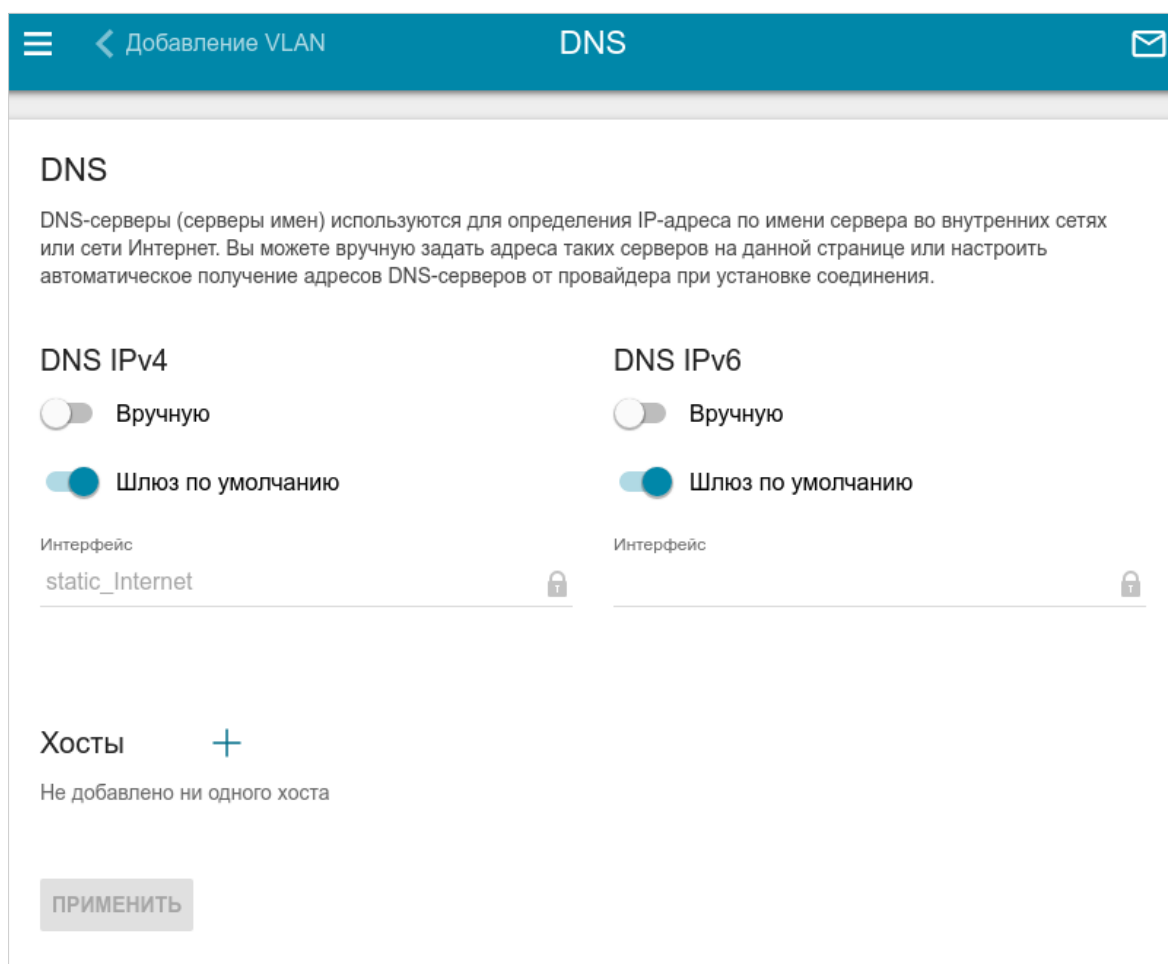 Добавление VLAN
DNS
DNS
DNS-серверы (серверы имен) используются для определения IP-адреса по имени сервера во внутренних сетях
или сети Интернет. Вы можете вручную задать адреса таких серверов на данной странице или настроить
автоматическое получение адресов DNS-серверов от провайдера при установке соединения.
DNS IPv4
Вручную
Шлюз по умолчанию
Интерфейс
static_Internet
DNS IPv6
Вручную
Шлюз по умолчанию
Интерфейс
Хосты
Не добавлено ни одного хоста
ПРИМЕНИТЬ